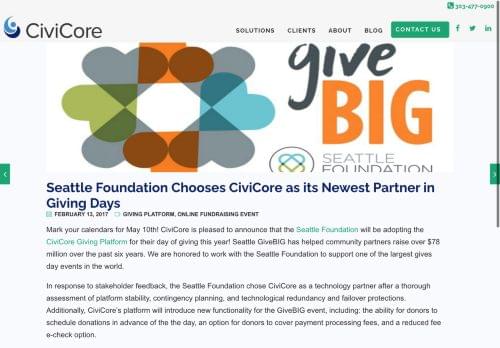 303-477-0900
CiviCore
SOLUTIONS CLIENTS ABOUT BLOG CONTACT US
give
BIG
SEATTLE
FOUNDATION
Seattle Foundation Chooses CiviCore as its Newest Partner in
Giving Days
FEBRUARY 13, 2017 GIVING PLATFORM, ONLINE FUNDRAISING EVENT
Mark your calendars for May 10th! CiviCore is pleased to announce that the Seattle Foundation will be adopting the
CiviCore Giving Platform for their day of giving this year! Seattle GiveBIG has helped community partners raise over $78
million over the past six years. We are honored to work with the Seattle Foundation to support one of the largest gives
day events in the world.
In response to stakeholder feedback, the Seattle Foundation chose CiviCore as a technology partner after a thorough
assessment of platform stability, contingency planning, and technological redundancy and failover protections.
Additionally, CiviCore's platform will introduce new functionality for the GiveBIG event, including: the ability for donors to
schedule donations in advance of the the day, an option for donors to cover payment processing fees, and a reduced fee
e-check option.